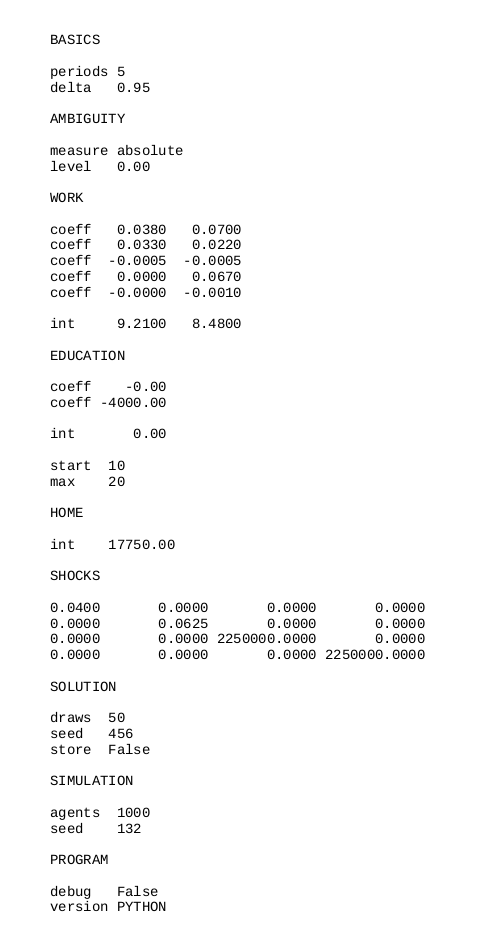 BASICS
periods 5
delta   0.95
AMBIGUITY
measure absolute
level   0.00
WORK
coeff   0.0380   0.0700
coeff   0.0330   0.0220
coeff  -0.0005  -0.0005
coeff   0.0000   0.0670
coeff  -0.0000  -0.0010
int     9.2100   8.4800
EDUCATION
coeff    -0.00
coeff -4000.00
int       0.00
start  10
max    20
HOME
int    17750.00
SHOCKS
0.0400       0.0000       0.0000       0.0000
0.0000       0.0625       0.0000       0.0000
0.0000       0.0000 2250000.0000       0.0000
0.0000       0.0000       0.0000 2250000.0000
SOLUTION
draws  50
seed   456
store  False
SIMULATION
agents  1000
seed    132
PROGRAM
debug   False
version PYTHON